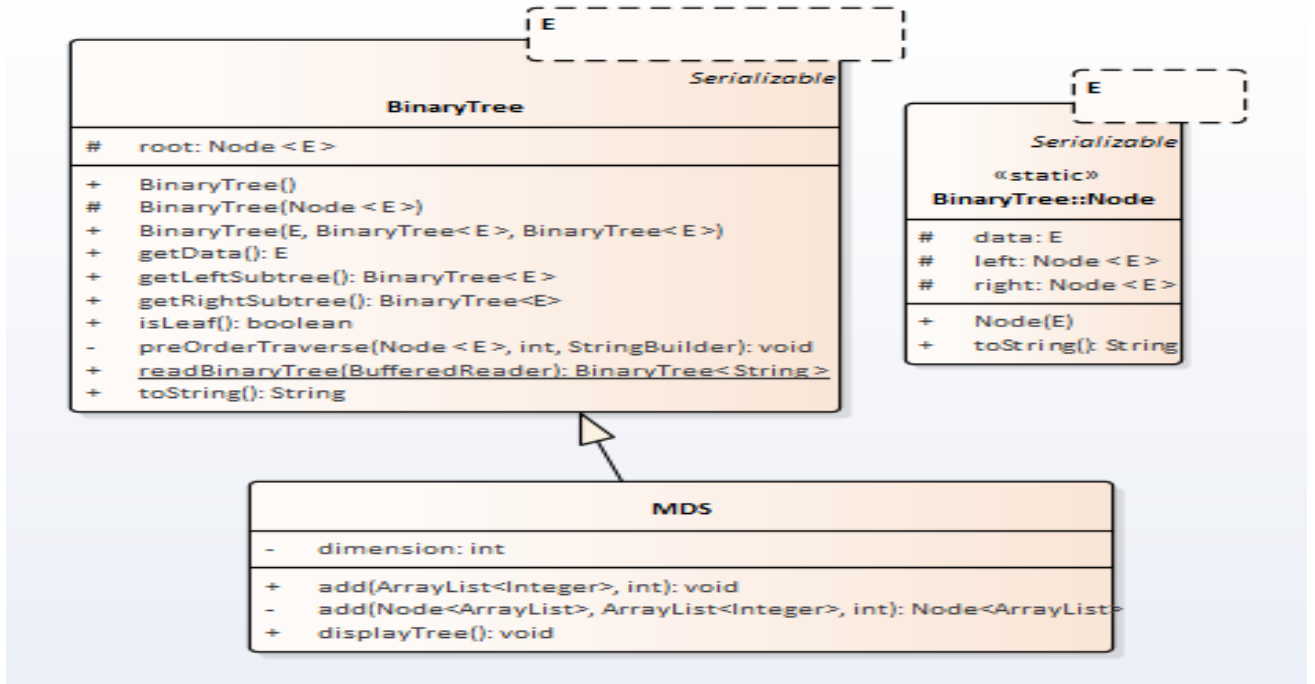 E
Serializable
BinaryTree
# root: Node<E>
+ BinaryTree()
# BinaryTree(Node<E>)
+ BinaryTree(E, BinaryTree<E>, BinaryTree<E>)
+ getData(): E
+ getLeftSubtree(): BinaryTree<E>
+ getRightSubtree(): BinaryTree<E>
+ isLeaf(): boolean
- preOrderTraverse(Node<E>, int, StringBuilder): void
+ readBinaryTree(BufferedReader): BinaryTree<String>
+ toString(): String
E
Serializable
«static»
BinaryTree::Node
# data: E
# left: Node<E>
# right: Node<E>
+ Node(E)
+ toString(): String
MDS
- dimension: int
+ add(ArrayList<Integer>, int): void
- add(Node<ArrayList>, ArrayList<Integer>, int): Node<ArrayList>
+ displayTree(): void